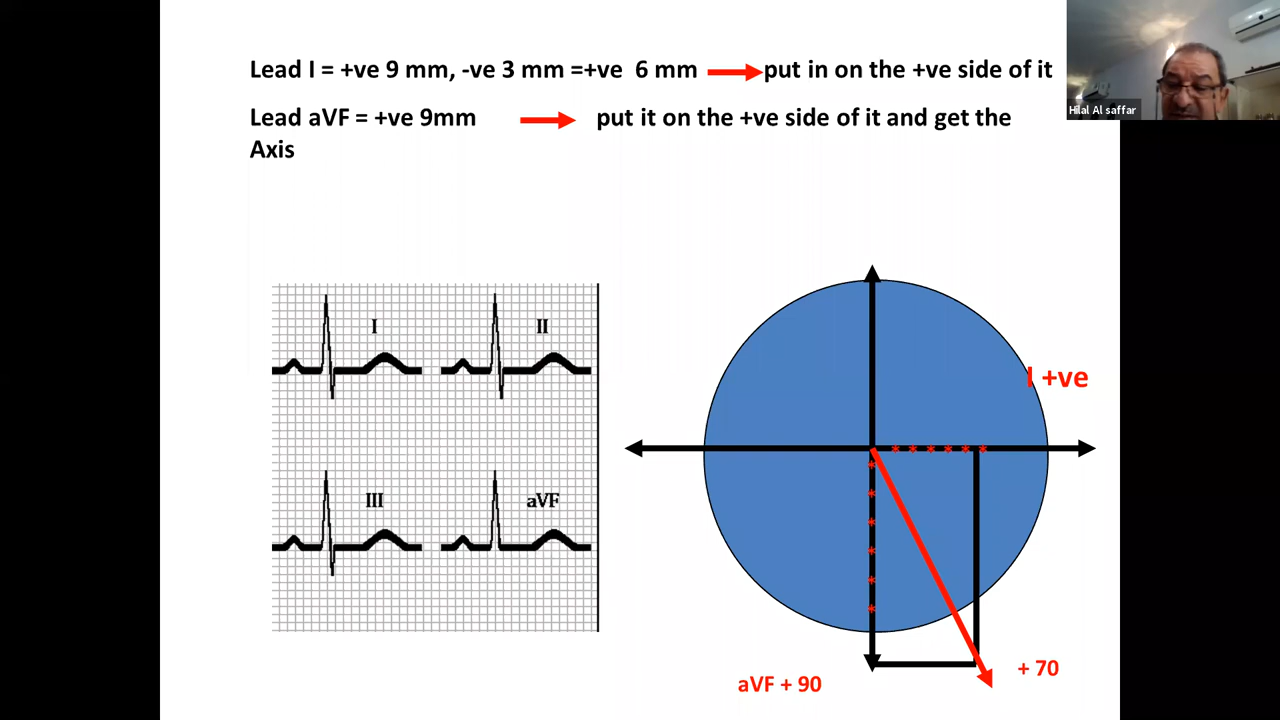 Lead I = +ve 9 mm, -ve 3 mm =+ve 6 mm put in on the +ve side of it
Hilal Al saffar
Lead aVF = +ve 9mm put it on the +ve side of it and get the
Axis
I
II
I +ve
III
aVF
aVF + 90
+ 70